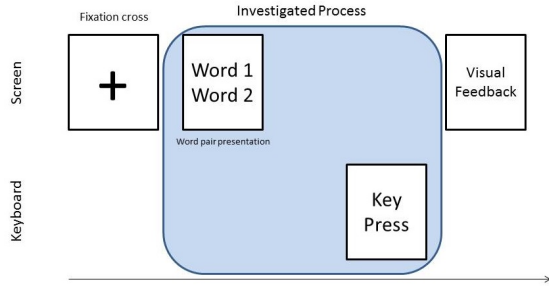 Investigated Process
Fixation cross
Screen
+
Word 1
Word 2
Visual
Feedback
Word pair presentation
Keyboard
Key
Press